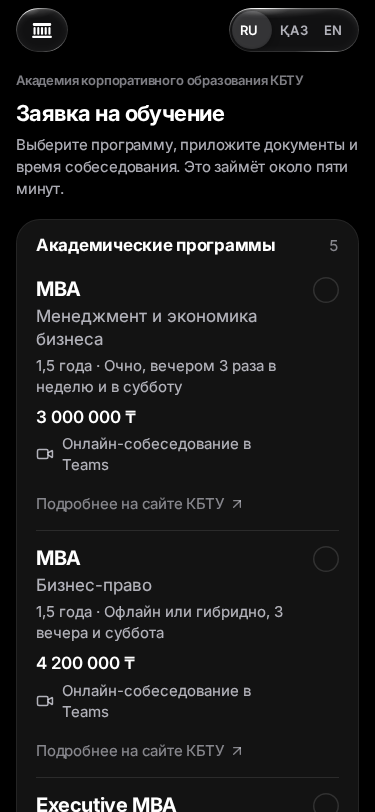 RU ҚАЗ EN
Академия корпоративного образования КБТУ
Заявка на обучение
Выберите программу, приложите документы и
время собеседования. Это займёт около пяти
минут.
Академические программы 5
MBA
Менеджмент и экономика
бизнеса
1,5 года · Очно, вечером 3 раза в
неделю и в субботу
3 000 000 ₸
Онлайн-собеседование в
Teams
Подробнее на сайте КБТУ ↗
MBA
Бизнес-право
1,5 года · Офлайн или гибридно, 3
вечера и суббота
4 200 000 ₸
Онлайн-собеседование в
Teams
Подробнее на сайте КБТУ ↗
Executive MBA